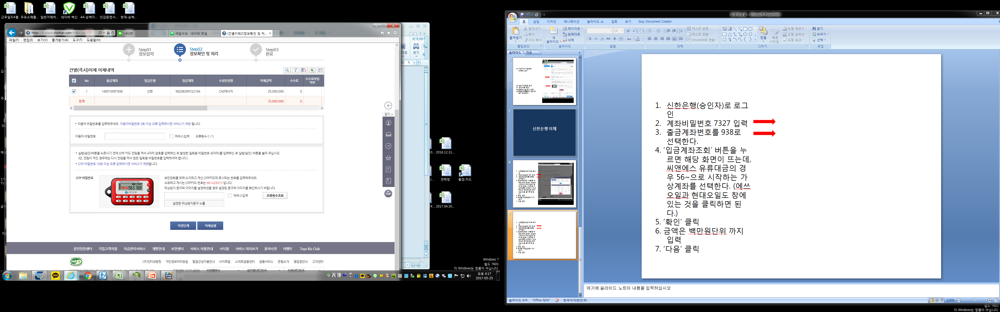 근무일지4월
주유소매출...
일반거래처...
네이버 백신
A4-순백지...
인감증명서...
현재-순백...
https://bizbank.shinhan.com/index.jsp
NAVER
세일석유 : 네이버 메일
[건별이체2(정보확인 및 처...
파일(F) 편집(E) 보기(V) 즐겨찾기(A) 도구(T) 도움말(H)
Step01
정보입력
Step02
정보확인 및 처리
Step03
완료
건별(즉시)이체 이체내역
No 출금계좌 입금은행 입금계좌 수취인성명 이체금액 수수료 수수료부담
여부
1 140010097938 신한 56208399722164 CNS에너지 35,000,000 0
합계 35,000,000 0
닫기
• 이용자 비밀번호를 입력해주세요. 이용자비밀번호 5회 이상 오류 입력하시면 서비스가 제한 됩니다.
이용자 비밀번호 마우스입력 오류횟수 0 / 5
• 실행(승인)버튼을 누르시기 전에 OTP 카드 전원을 켜서 4자리 암호를 입력하신 후 발생한 일회용 비밀번호 (6자리)를 입력하신 후 실행(승인) 버튼을 눌러 주십시오.
(단, 전원이 꺼진 경우에는 다시 전원을 켜서 얻은 일회용 비밀번호를 입력하셔야 합니다.)
• OTP 비밀번호 10회 이상 오류 입력하시면 서비스가 제한됩니다.
OTP 비밀번호
(예시)965788
신한은행
보안강화를 위해 소지하고 계신 OTP카드에 표시되는 번호를 입력해주세요.
소유하고 계시는 OTP카드 번호는 881428915 입니다.
피싱방지 문구와 이미지를 설정하셨을 경우 설정된 문구와 이미지를 확인하시기 바랍니다.
마우스입력 오류횟수조회
설정한 피싱방지문구 노출
TOP
이전단계 이체실행
공인인증센터 기업고객지원 자금관리서비스 개편안내 보안센터 서비스 이용안내 서식함 서비스 미리보기 용어사전 이벤트 Tops Biz Club
(구)인터넷뱅킹 개인정보처리방침 웹접근성이용안내 사이트맵 스마트금융센터 금융서비스 은행소개 영업점안내 고객센터
2016.12.31...
연락망
통장,카드
2017.04.30...
Windows 7
빌드 7601
이 Windows는 정품이 아닙니다.
오후 4:17
2017-05-25
업무메뉴얼 - Microsoft PowerPoint
홈 삽입 디자인 애니메이션 슬라이드 쇼 검토 보기 Easy Document Creator
붙여넣기
잘라내기
복사
서식 복사
클립보드
새
슬라이드
레이아웃
원래대로
삭제
슬라이드
18
글꼴
텍스트 방향
텍스트 맞춤
SmartArt로 변환
단락
정렬
빠른
스타일
도형 채우기
도형 윤곽선
도형 효과
그리기
찾기
바꾸기
선택
편집
슬라이드 개요
6
7
신한은행 이체
8
9
1. 신한은행(승인자)로 로그
인
2. 계좌비밀번호 7327 입력
3. 출금계좌번호를 938로
선택한다.
4. ‘입금계좌조회’ 버튼을 누
르면 해당 화면이 뜨는데,
씨앤에스 유류대금의 경
우 56~으로 시작하는 가
상계좌를 선택한다. (에쓰
오일과 현대오일도 창에
있는 것을 클릭하면 된
다.)
5. ‘확인’ 클릭
6. 금액은 백만원단위 까지
입력
7. ‘다음’ 클릭
여기에 슬라이드 노트의 내용을 입력하십시오
슬라이드 9/9 "Office 테마" 한국어(대한민국) 120%
빌드 7601
이 Windows는 정품이 아닙니다.